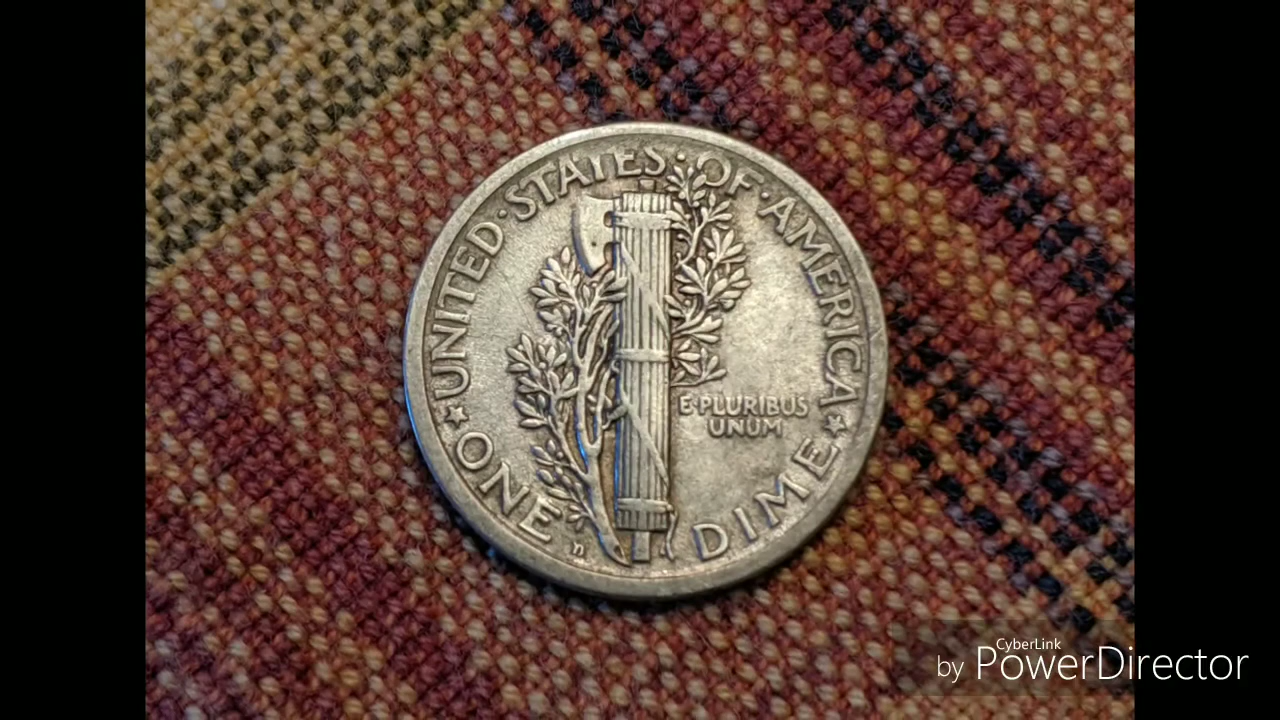 UNITED·STATES·OF·AMERICA
E·PLURIBUS
UNUM
ONE DIME
CyberLink
by PowerDirector